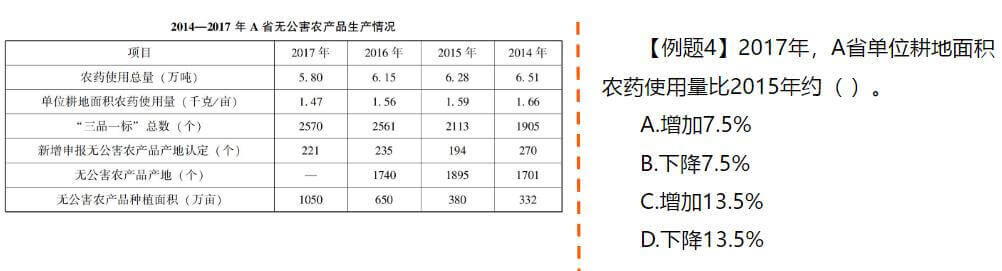 2014—2017 年 A 省无公害农产品生产情况
项目 2017 年 2016 年 2015 年 2014 年
农药使用总量（万吨） 5.80 6.15 6.28 6.51
单位耕地面积农药使用量（千克/亩） 1.47 1.56 1.59 1.66
“三品一标”总数（个） 2570 2561 2113 1905
新增申报无公害农产品产地认定（个） 221 235 194 270
无公害农产品产地（个） — 1740 1895 1701
无公害农产品种植面积（万亩） 1050 650 380 332
【例题4】2017年，A省单位耕地面积
农药使用量比2015年约（ ）。
A.增加7.5%
B.下降7.5%
C.增加13.5%
D.下降13.5%